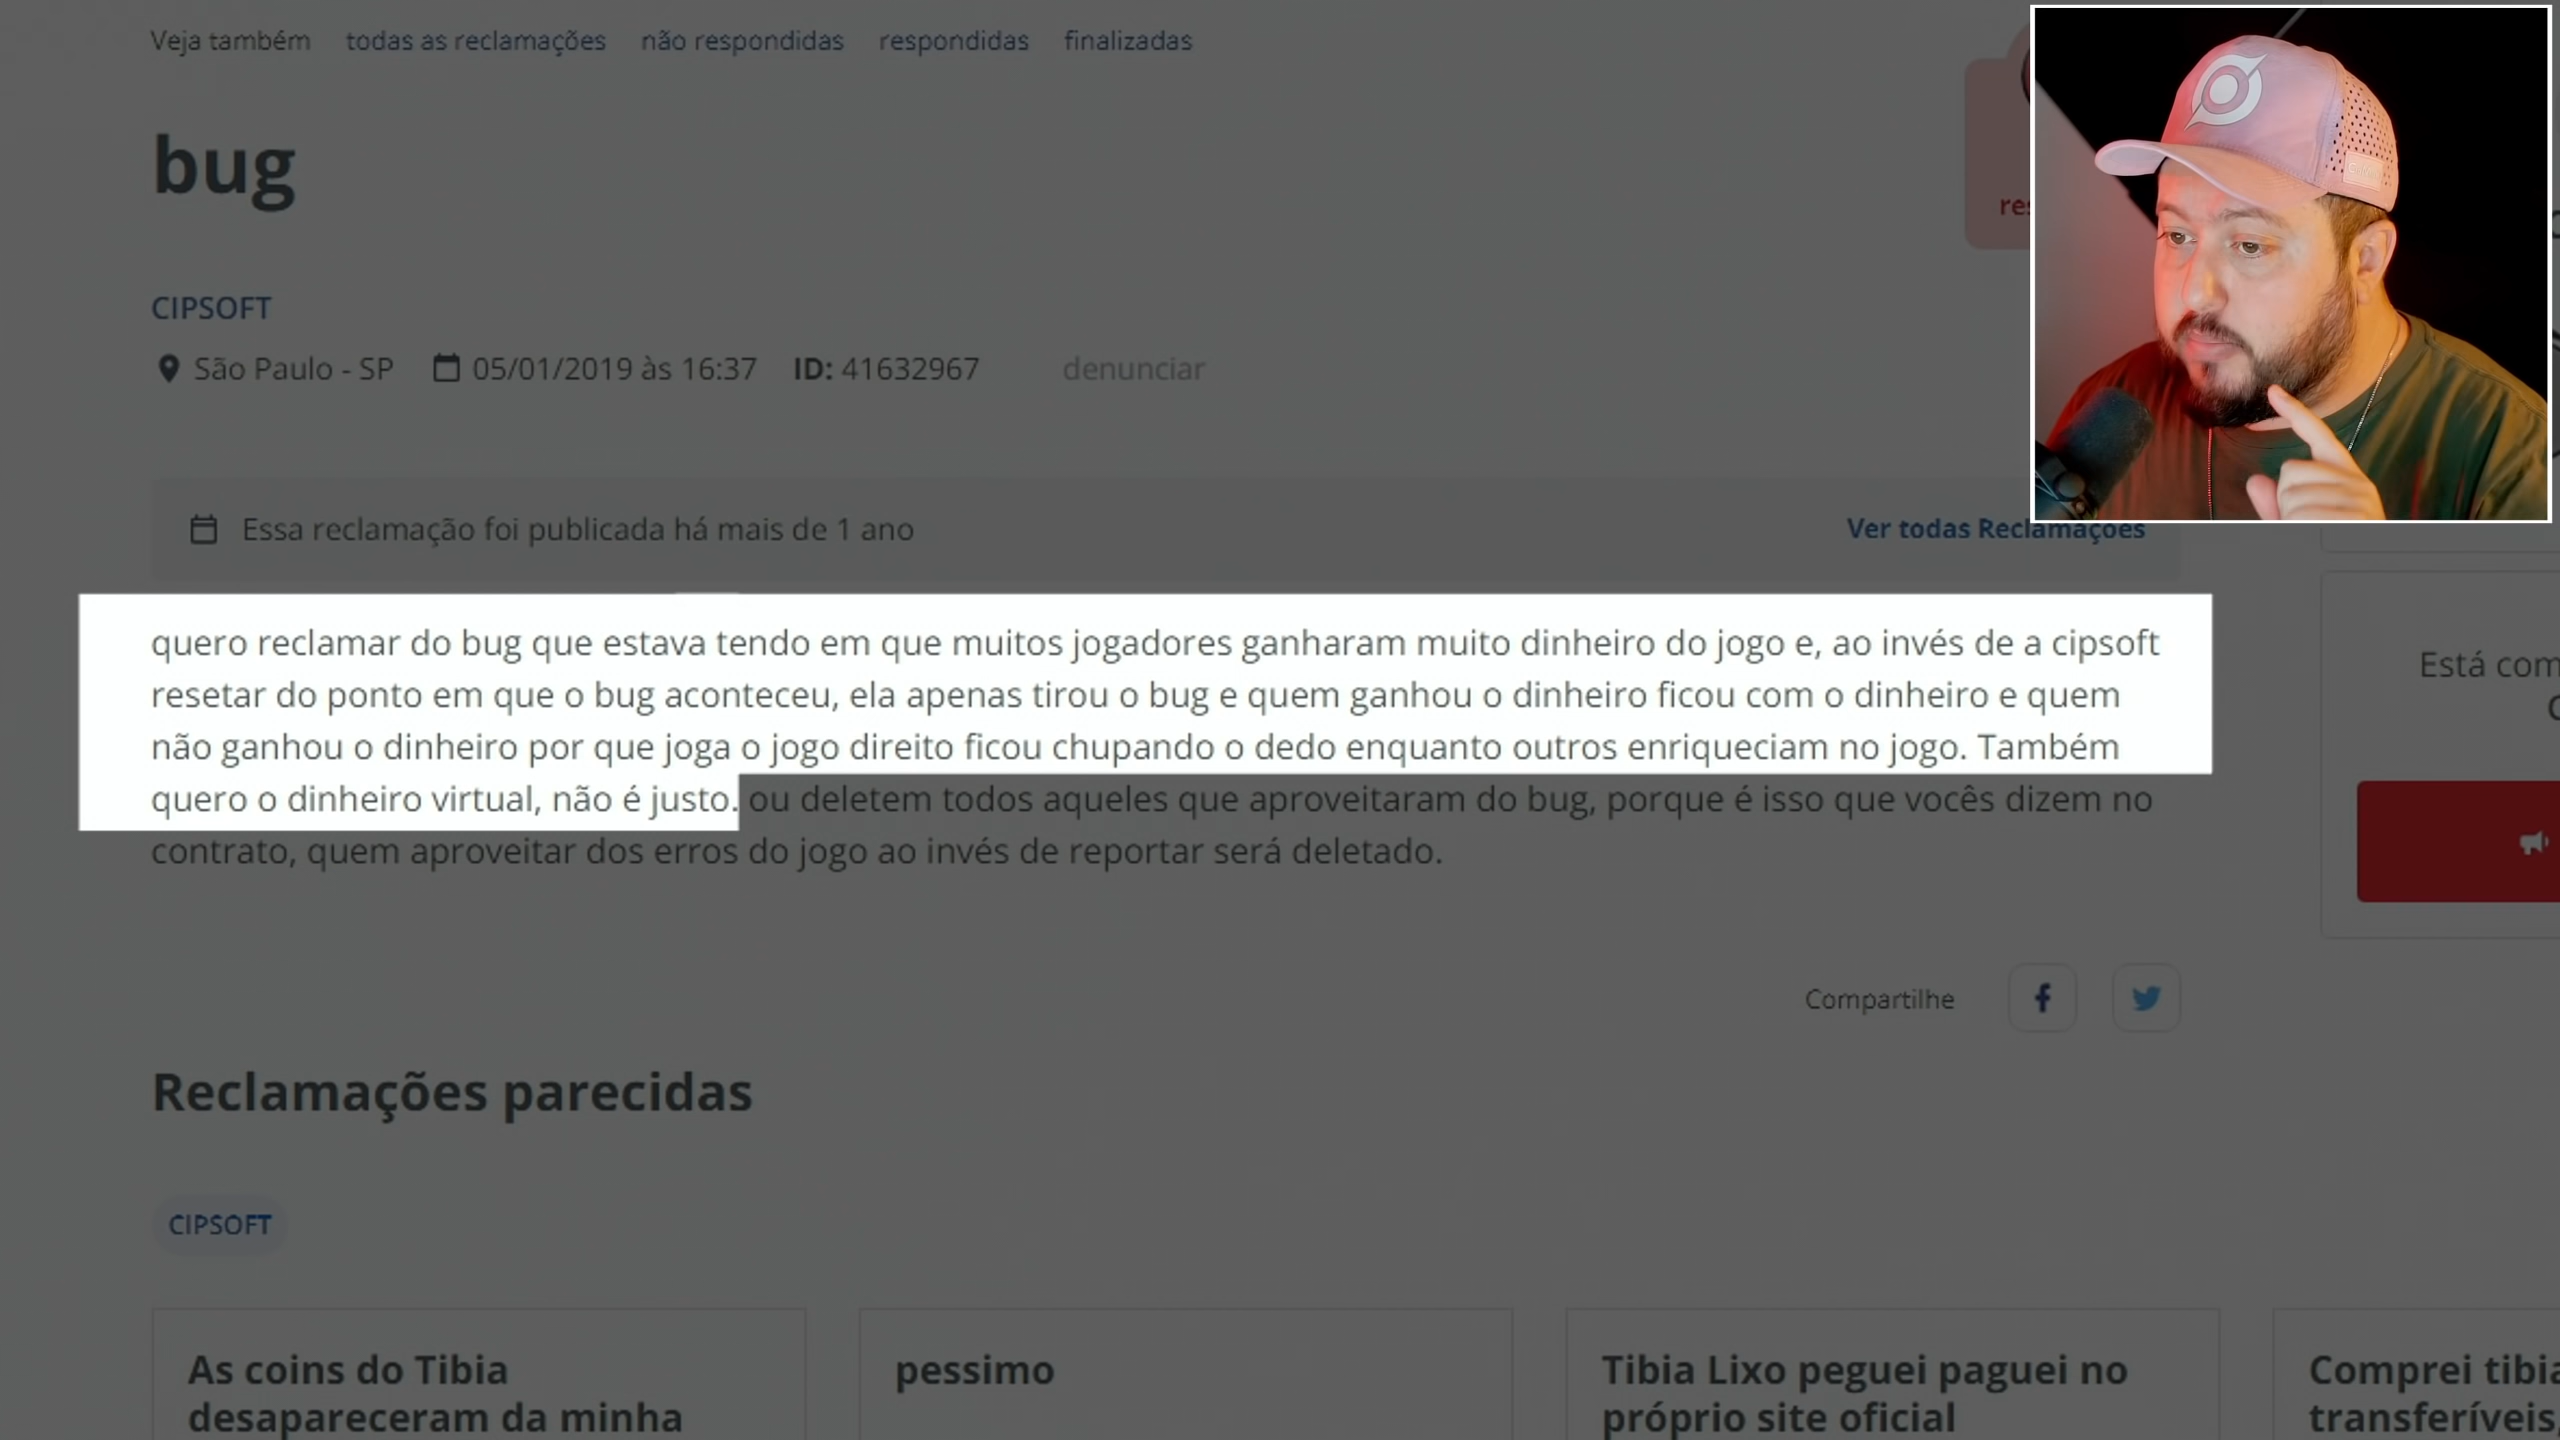 Veja também todas as reclamações não respondidas respondidas finalizadas
bug
CIPSOFT
São Paulo - SP 05/01/2019 às 16:37 ID: 41632967 denunciar
Essa reclamação foi publicada há mais de 1 ano Ver todas Reclamações
quero reclamar do bug que estava tendo em que muitos jogadores ganharam muito dinheiro do jogo e, ao invés de a cipsoft
resetar do ponto em que o bug aconteceu, ela apenas tirou o bug e quem ganhou o dinheiro ficou com o dinheiro e quem
não ganhou o dinheiro por que joga o jogo direito ficou chupando o dedo enquanto outros enriqueciam no jogo. Também
quero o dinheiro virtual, não é justo. ou deletem todos aqueles que aproveitaram do bug, porque é isso que vocês dizem no
contrato, quem aproveitar dos erros do jogo ao invés de reportar será deletado.
Está com
Compartilhe
Reclamações parecidas
CIPSOFT
As coins do Tibia
desapareceram da minha
pessimo
Tibia Lixo peguei paguei no
próprio site oficial
Comprei tibia
transferíveis,